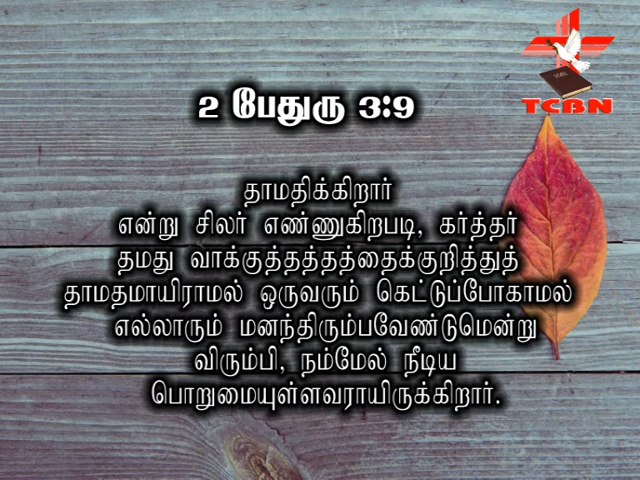 TCBN
2 பேதுரு 3:9
தாமதிக்கிறார்
என்று சிலர் எண்ணுகிறபடி, கர்த்தர்
தமது வாக்குத்தத்தத்தைக்குறித்துத்
தாமதமாயிராமல் ஒருவரும் கெட்டுப்போகாமல்
எல்லாரும் மனந்திரும்பவேண்டுமென்று
விரும்பி, நம்மேல் நீடிய
பொறுமையுள்ளவராயிருக்கிறார்.